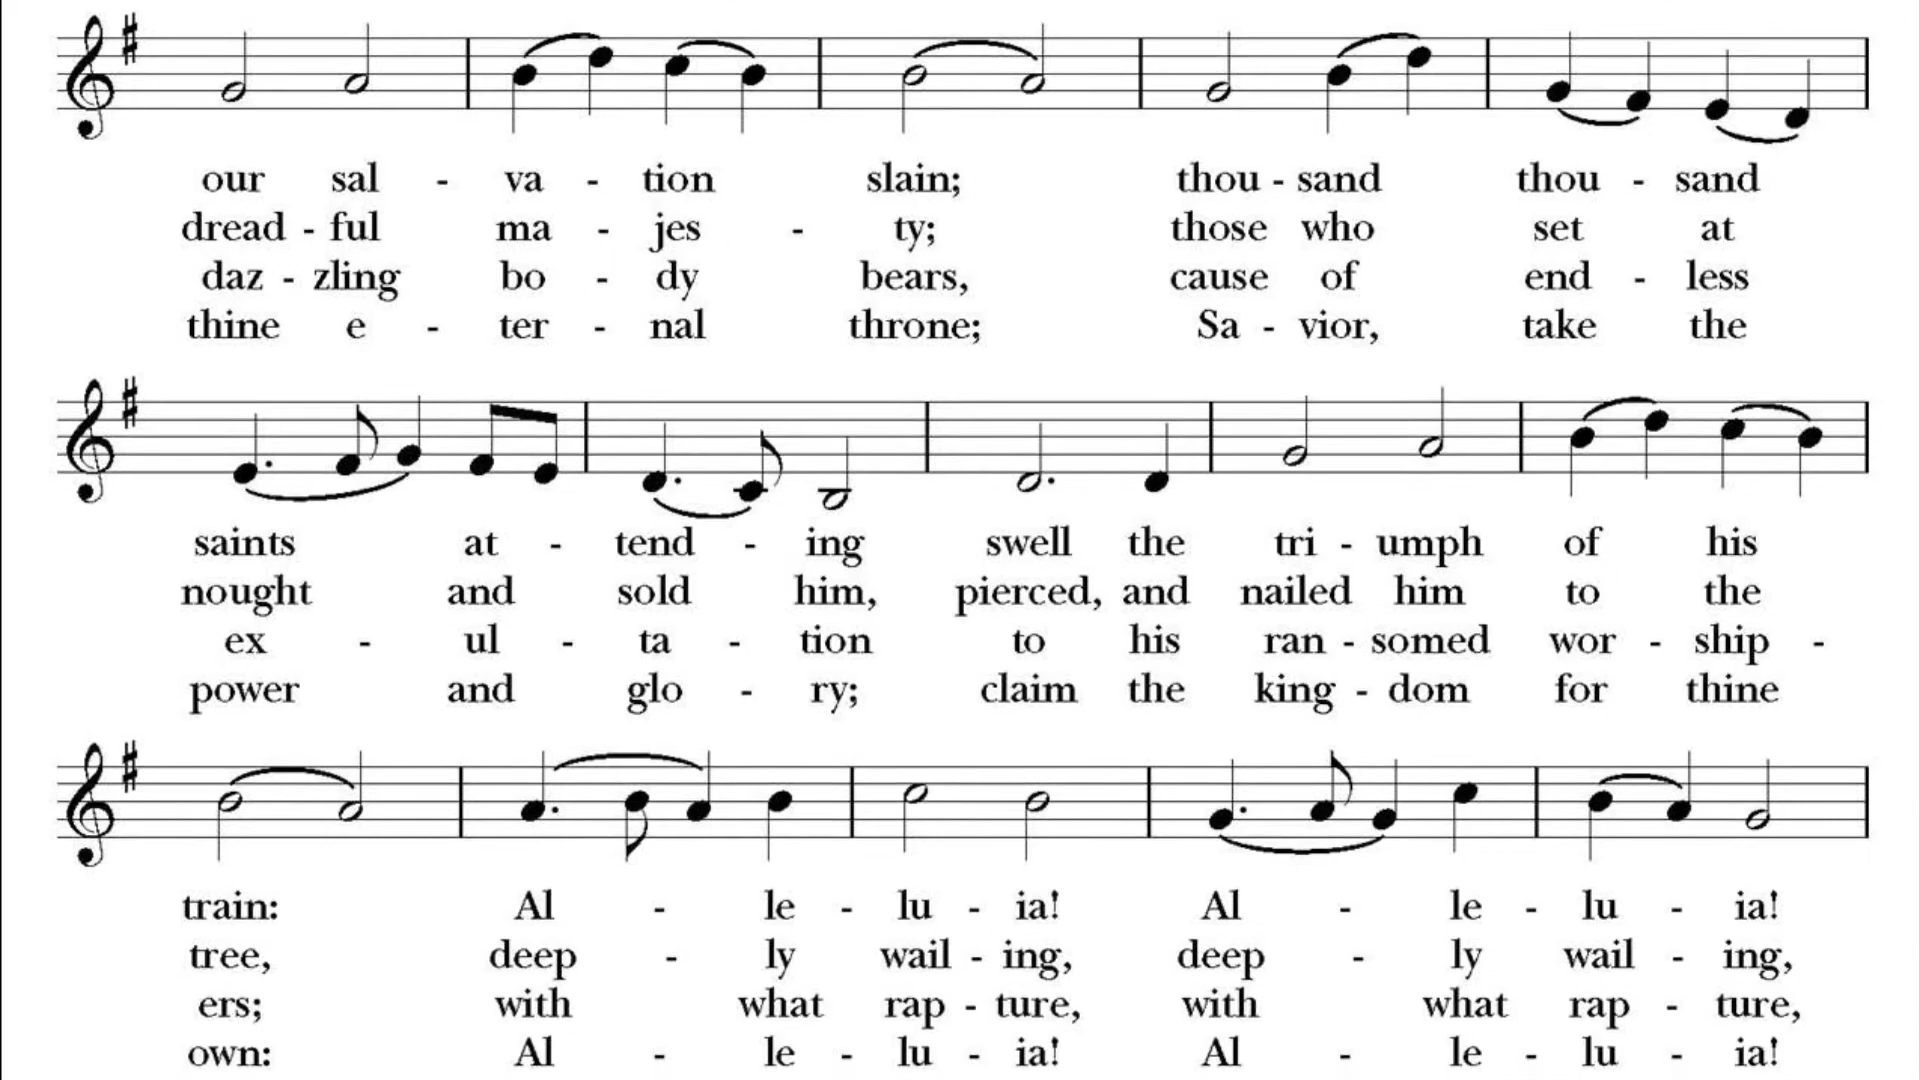 our sal - va - tion slain; thou - sand thou - sand
dread - ful ma - jes - ty; those who set at
daz - zling bo - dy bears, cause of end - less
thine e - ter - nal throne; Sa - vior, take the
saints at - tend - ing swell the tri - umph of his
nought and sold him, pierced, and nailed him to the
ex - ul - ta - tion to his ran - somed wor - ship -
power and glo - ry; claim the king - dom for thine
train: Al - le - lu - ia! Al - le - lu - ia!
tree, deep - ly wail - ing, deep - ly wail - ing,
ers; with what rap - ture, with what rap - ture,
own: Al - le - lu - ia! Al - le - lu - ia!